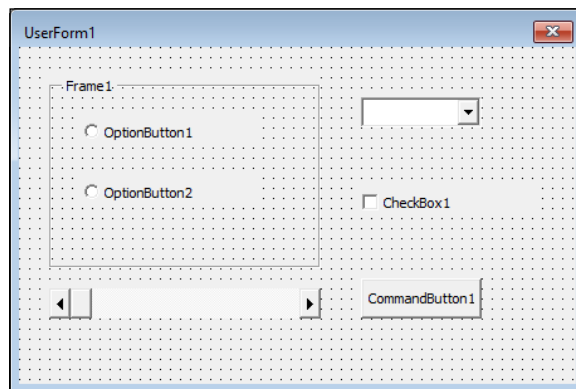 UserForm1
Frame1
OptionButton1
OptionButton2
CheckBox1
CommandButton1